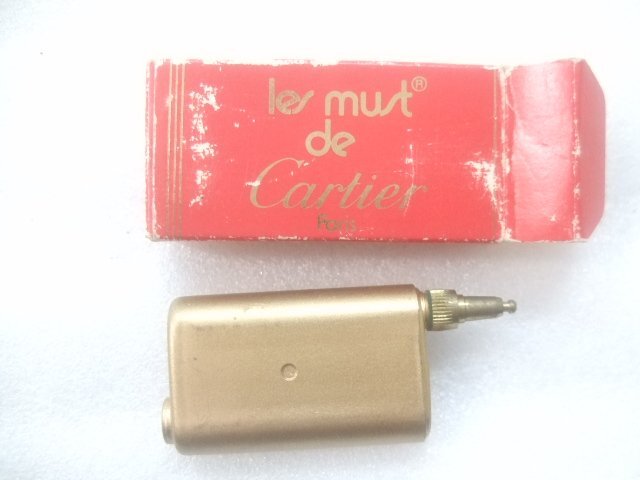 les must®
de
Cartier
Paris